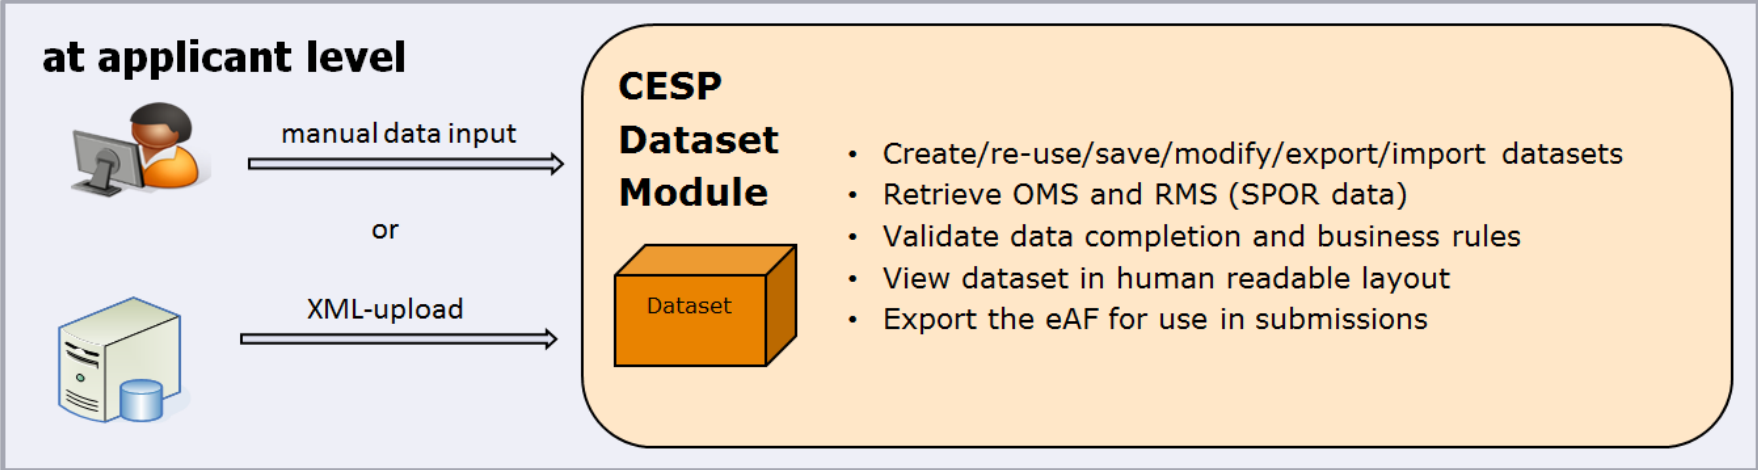 at applicant level
manual data input
or
XML-upload
CESP
Dataset
Module
Dataset
• Create/re-use/save/modify/export/import datasets
• Retrieve OMS and RMS (SPOR data)
• Validate data completion and business rules
• View dataset in human readable layout
• Export the eAF for use in submissions